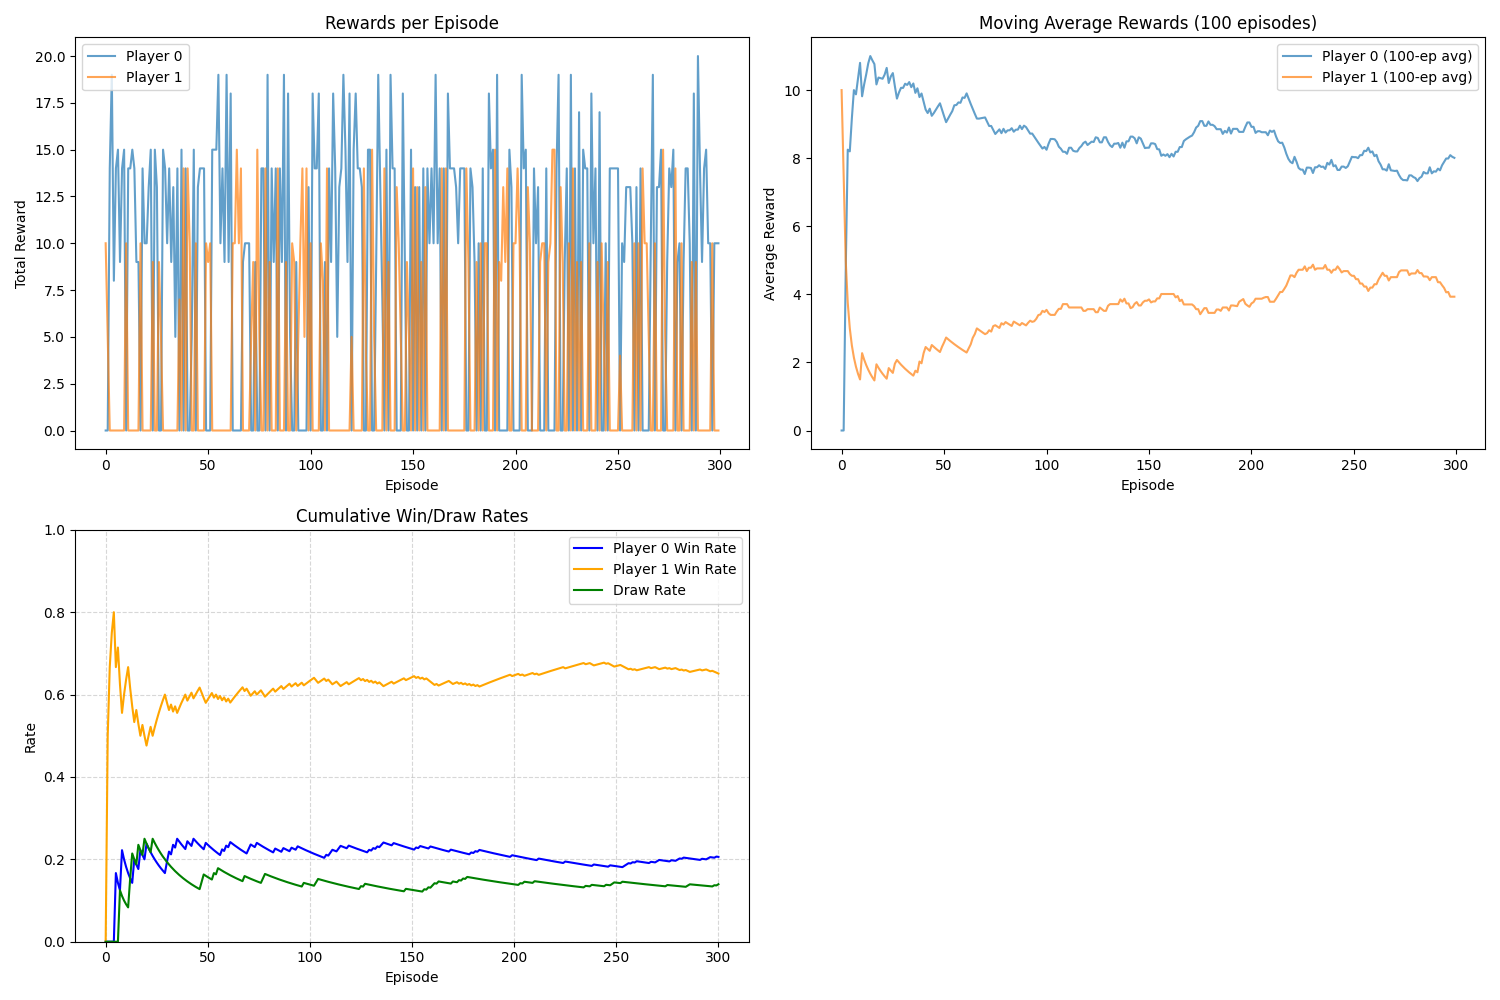 Rewards per Episode
Player 0
Player 1
Total Reward
20.0
17.5
15.0
12.5
10.0
7.5
5.0
2.5
0.0
0 50 100 150 200 250 300
Episode
Moving Average Rewards (100 episodes)
Player 0 (100-ep avg)
Player 1 (100-ep avg)
Average Reward
10
8
6
4
2
0
0 50 100 150 200 250 300
Episode
Cumulative Win/Draw Rates
Player 0 Win Rate
Player 1 Win Rate
Draw Rate
Rate
1.0
0.8
0.6
0.4
0.2
0.0
0 50 100 150 200 250 300
Episode